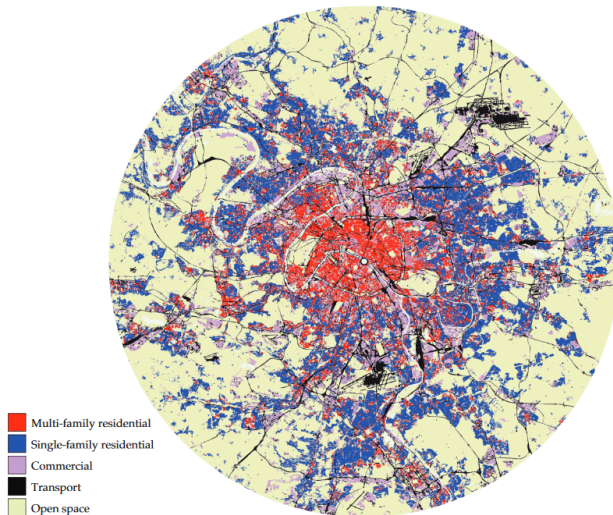 Multi-family residential
Single-family residential
Commercial
Transport
Open space